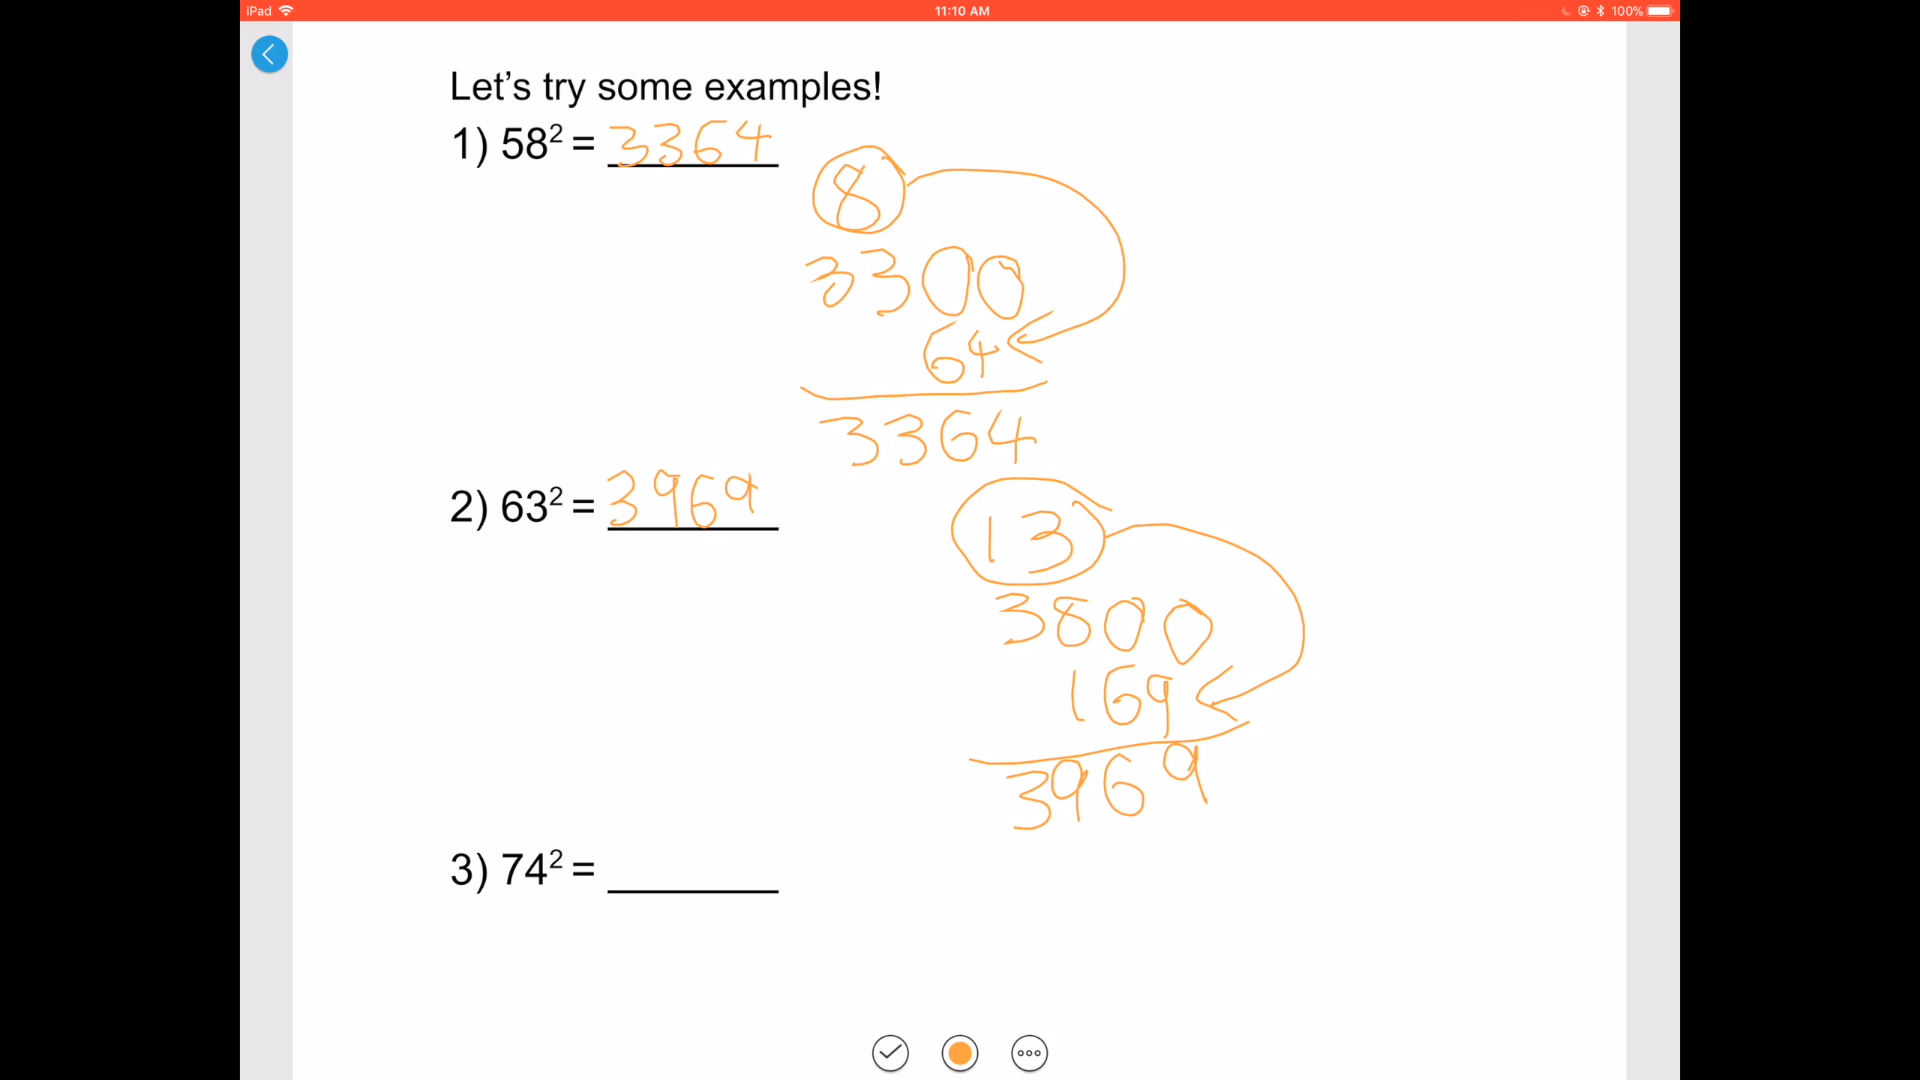 iPad 11:10 AM 100%
Let's try some examples!
1) 58² = 3364
8
3300
64
3364
2) 63² = 3969
13
3800
169
3969
3) 74² = ________